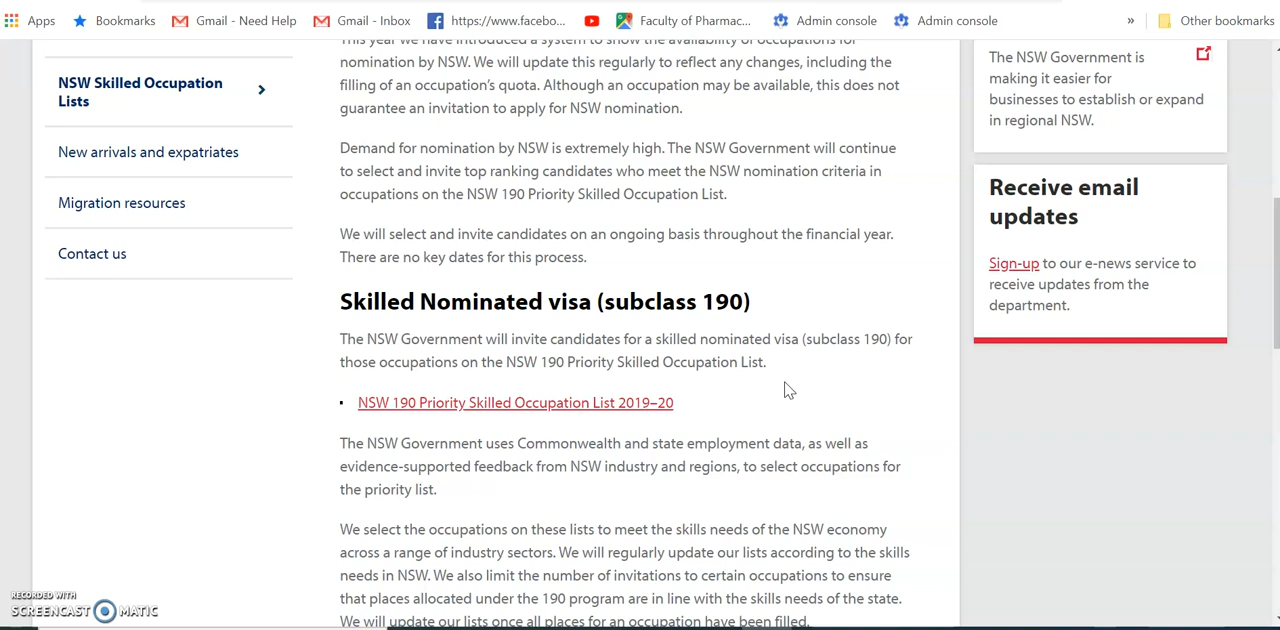 Apps
Bookmarks
Gmail - Need Help
Gmail - Inbox
https://www.facebo...
Faculty of Pharmac...
Admin console
Admin console
»
Other bookmarks
NSW Skilled Occupation
Lists
New arrivals and expatriates
Migration resources
Contact us
This year we have introduced a system to show the availability of occupations for
nomination by NSW. We will update this regularly to reflect any changes, including the
filling of an occupation's quota. Although an occupation may be available, this does not
guarantee an invitation to apply for NSW nomination.
Demand for nomination by NSW is extremely high. The NSW Government will continue
to select and invite top ranking candidates who meet the NSW nomination criteria in
occupations on the NSW 190 Priority Skilled Occupation List.
We will select and invite candidates on an ongoing basis throughout the financial year.
There are no key dates for this process.
Skilled Nominated visa (subclass 190)
The NSW Government will invite candidates for a skilled nominated visa (subclass 190) for
those occupations on the NSW 190 Priority Skilled Occupation List.
NSW 190 Priority Skilled Occupation List 2019–20
The NSW Government uses Commonwealth and state employment data, as well as
evidence-supported feedback from NSW industry and regions, to select occupations for
the priority list.
We select the occupations on these lists to meet the skills needs of the NSW economy
across a range of industry sectors. We will regularly update our lists according to the skills
needs in NSW. We also limit the number of invitations to certain occupations to ensure
that places allocated under the 190 program are in line with the skills needs of the state.
We will update our lists once all places for an occupation have been filled.
The NSW Government is
making it easier for
businesses to establish or expand
in regional NSW.
Receive email
updates
Sign-up to our e-news service to
receive updates from the
department.
RECORDED WITH
SCREENCAST MATIC